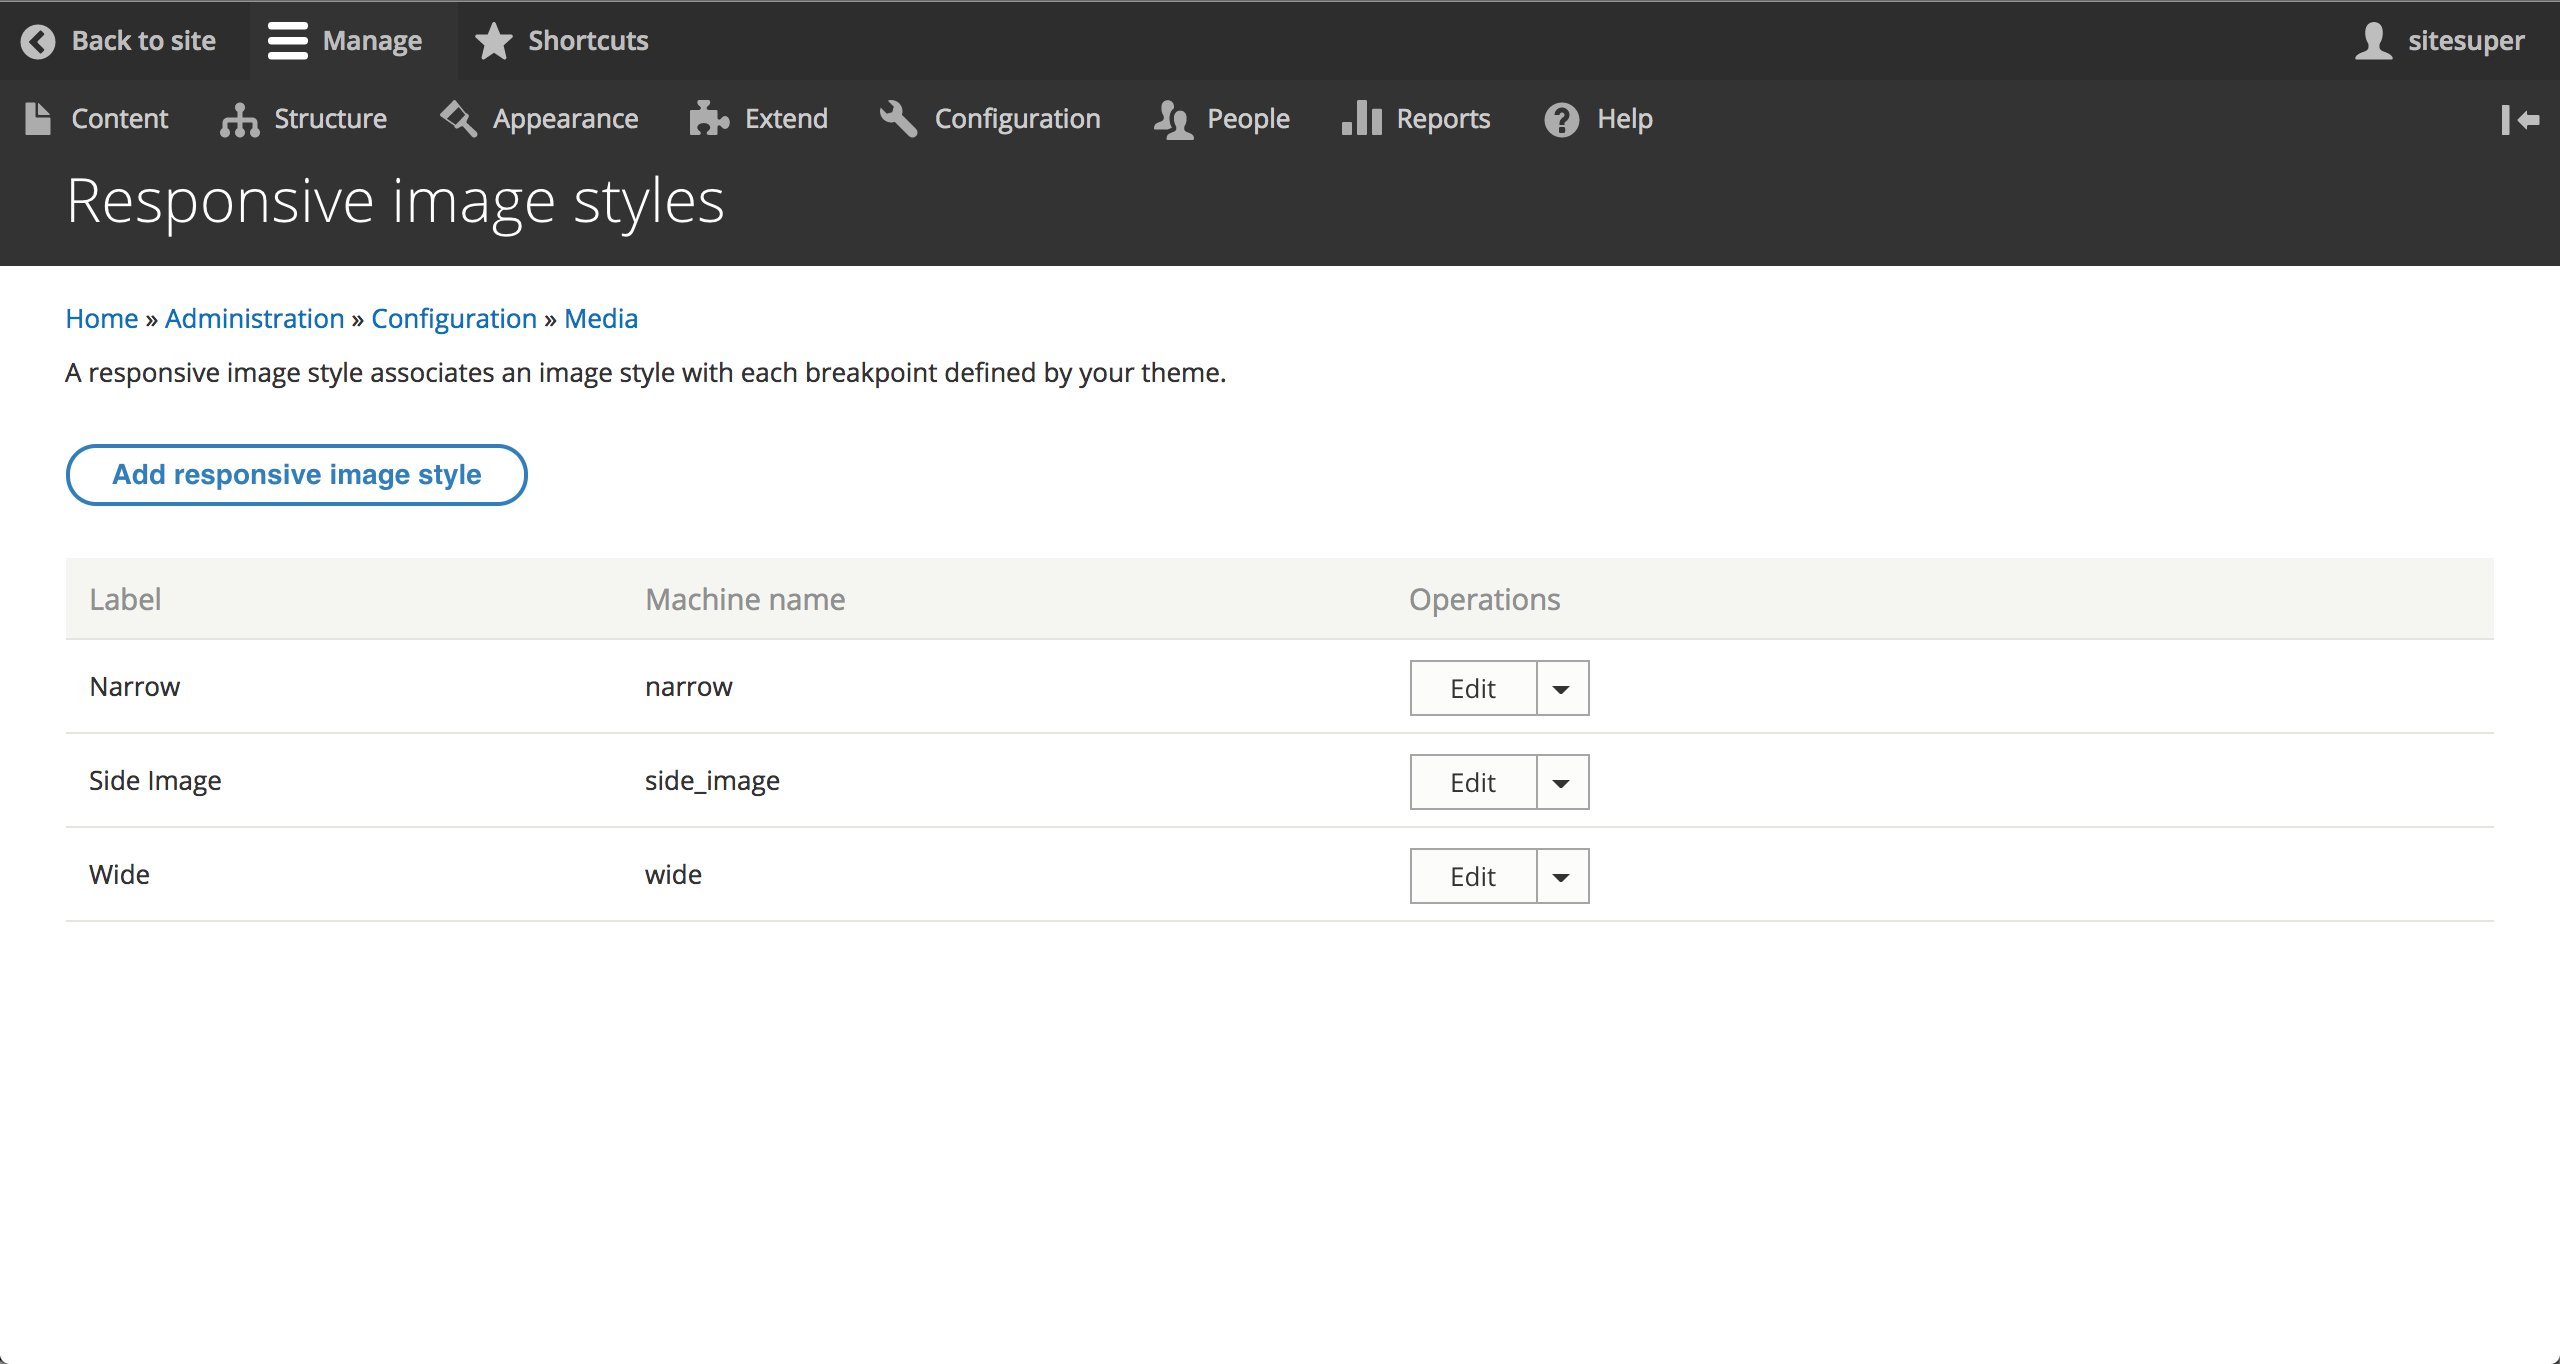 Back to site Manage Shortcuts sitesuper
Content Structure Appearance Extend Configuration People Reports Help
Responsive image styles
Home » Administration » Configuration » Media
A responsive image style associates an image style with each breakpoint defined by your theme.
Add responsive image style
Label Machine name Operations
Narrow narrow Edit
Side Image side_image Edit
Wide wide Edit